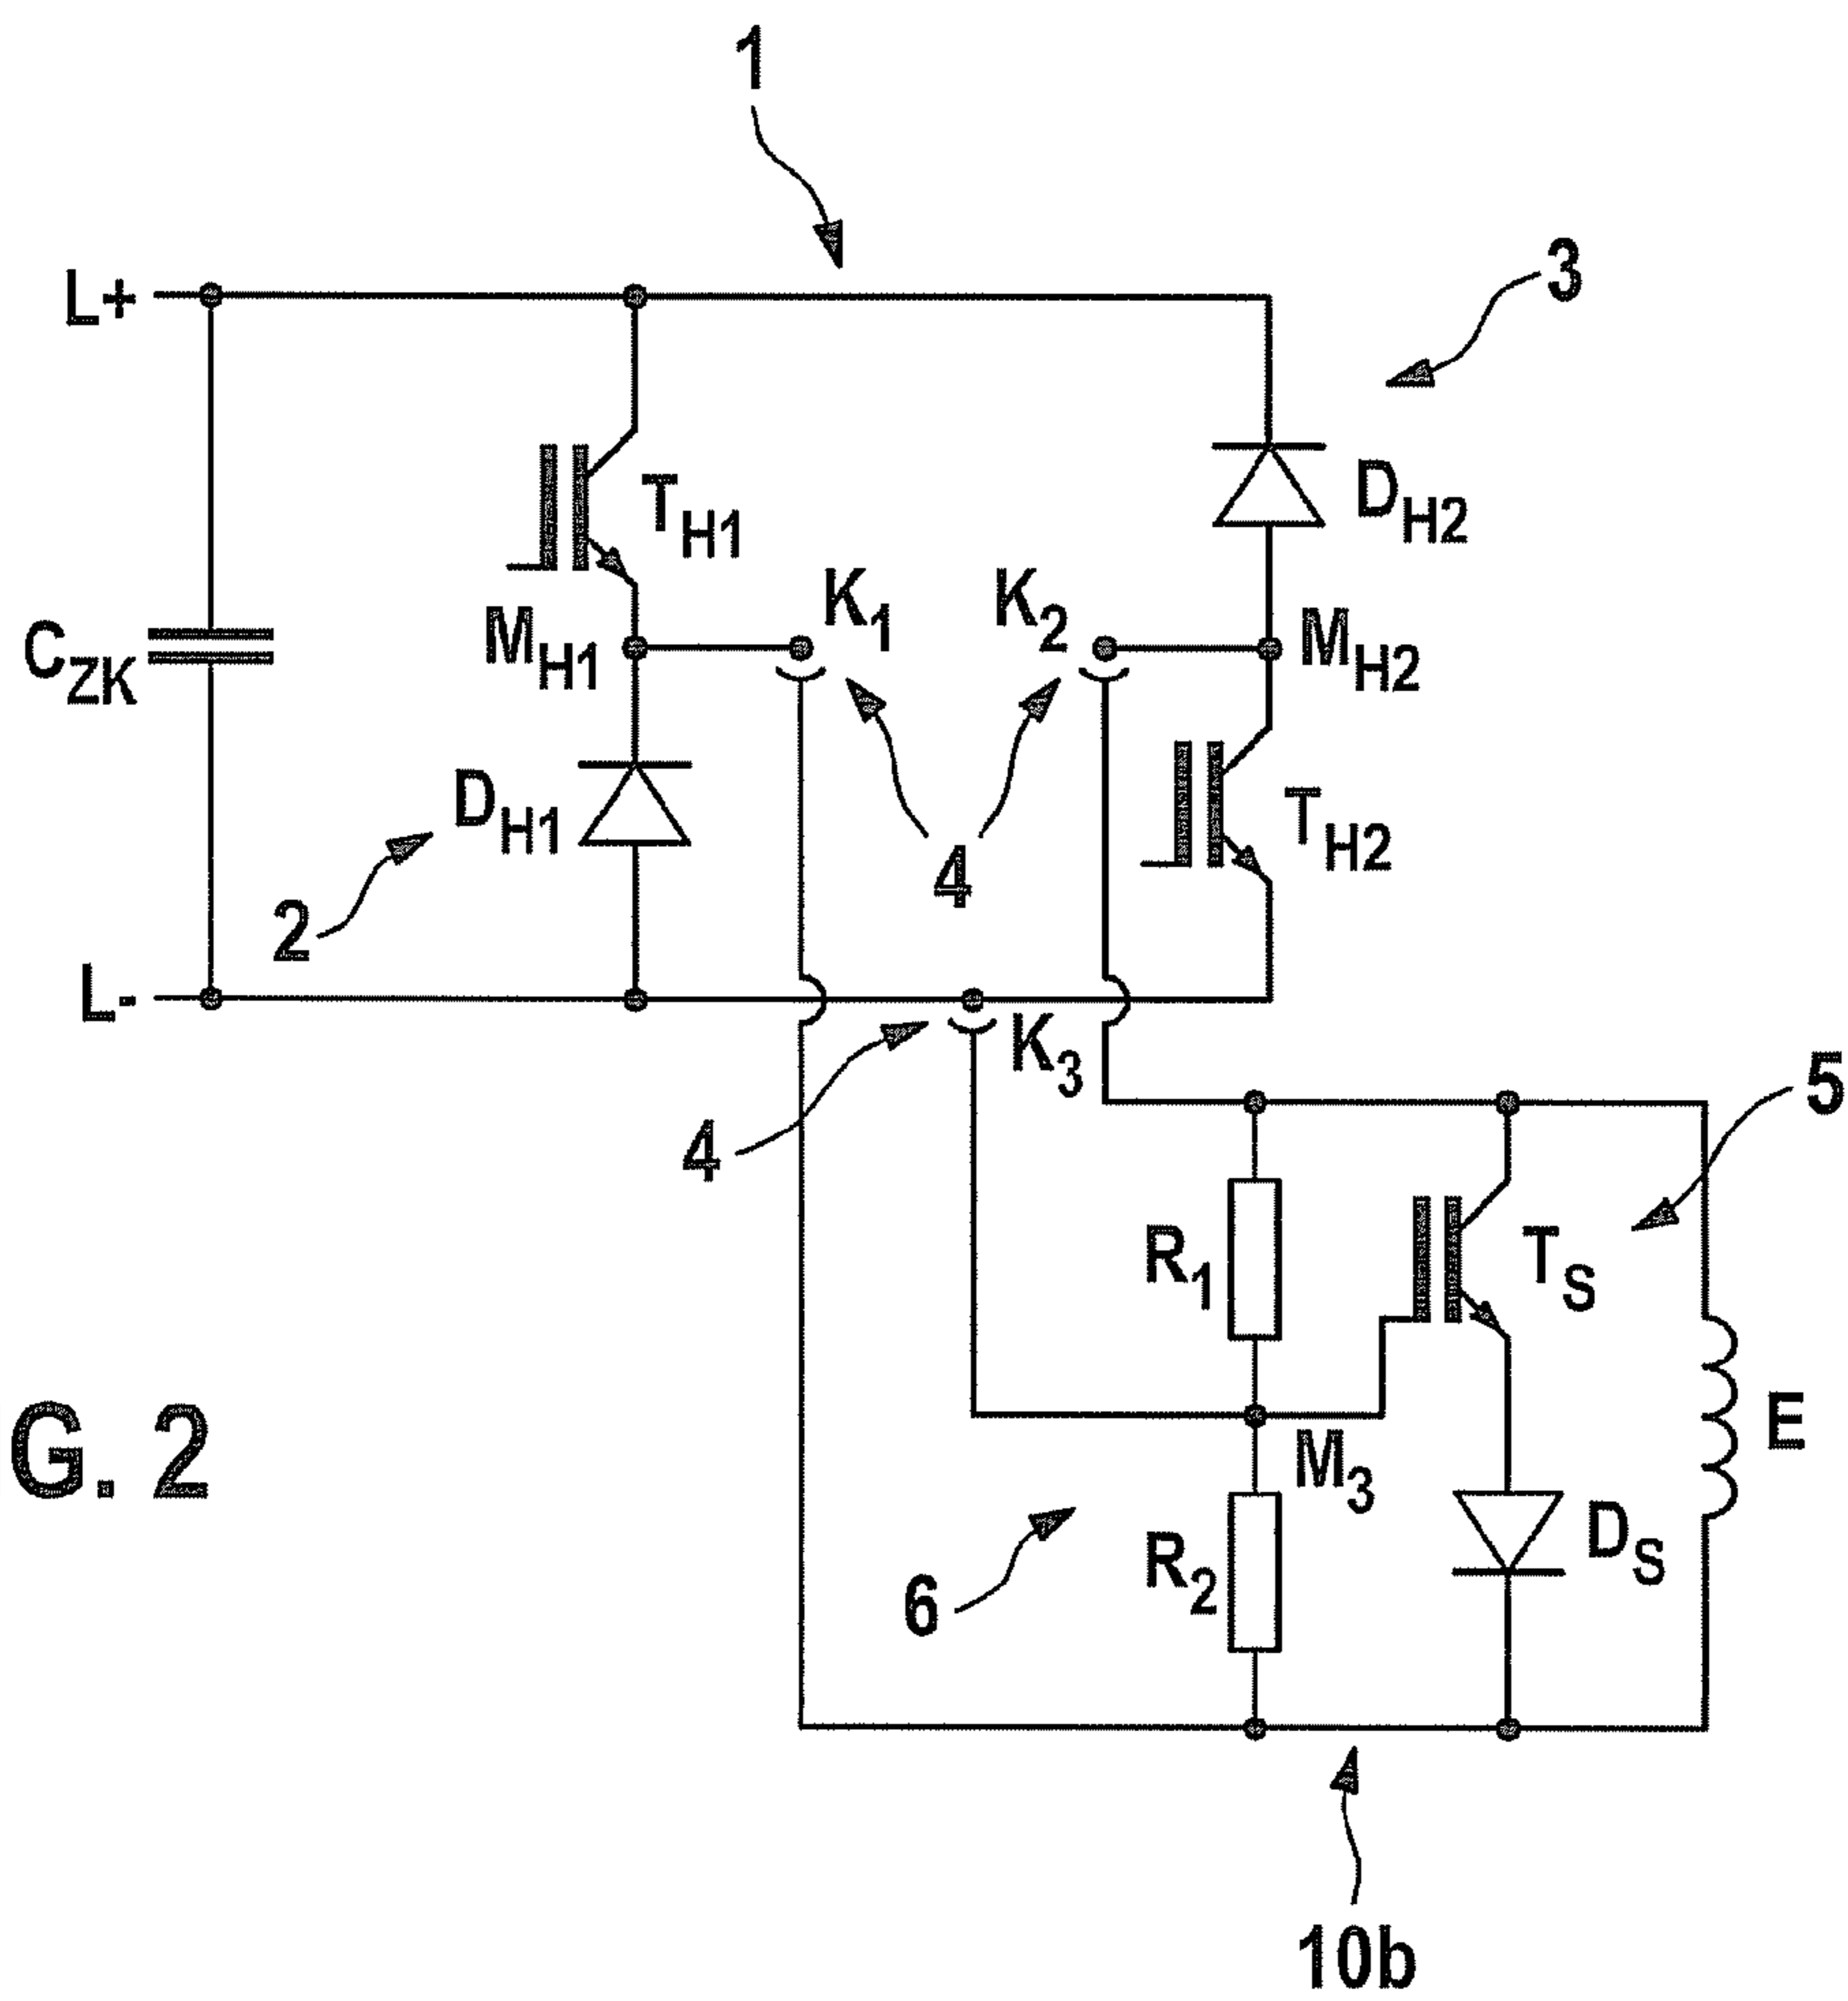 1
L+
3
T_H1
D_H2
K_1
K_2
M_H1
M_H2
C_ZK
D_H1
T_H2
4
2
L-
K_3
5
4
R_1
T_S
E
G. 2
M_3
D_S
R_2
6
10b